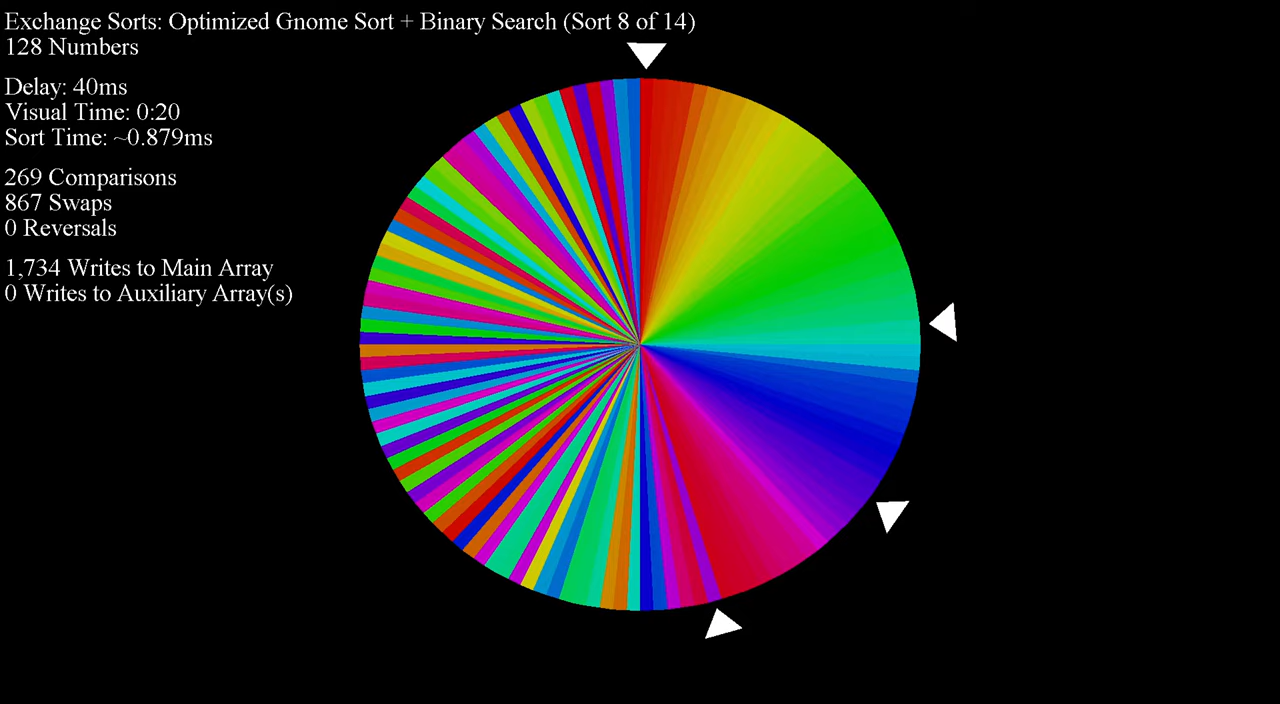 Exchange Sorts: Optimized Gnome Sort + Binary Search (Sort 8 of 14)
128 Numbers
Delay: 40ms
Visual Time: 0:20
Sort Time: ~0.879ms
269 Comparisons
867 Swaps
0 Reversals
1,734 Writes to Main Array
0 Writes to Auxiliary Array(s)